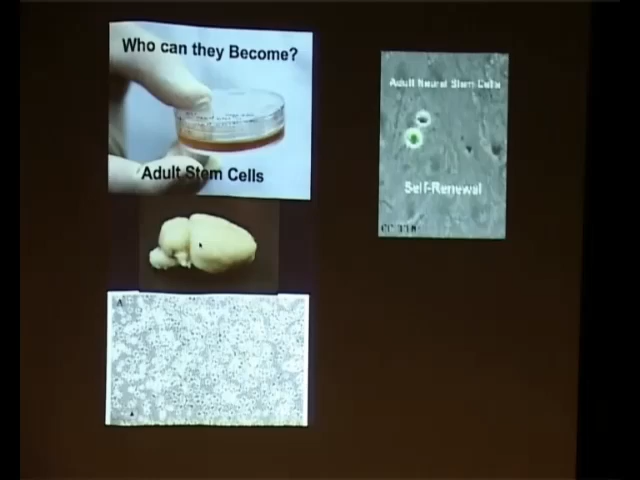 Who can they Become?
Adult Stem Cells
A
Adult Neural Stem Cells
Self-Renewal